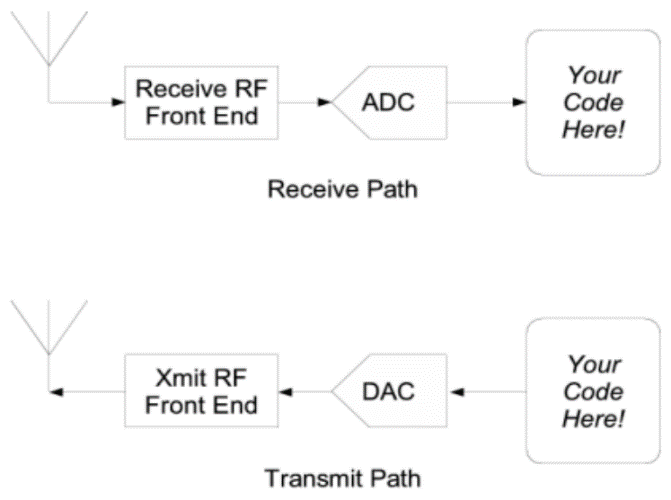 Receive RF
Front End
ADC
Your
Code
Here!
Receive Path
Xmit RF
Front End
DAC
Your
Code
Here!
Transmit Path